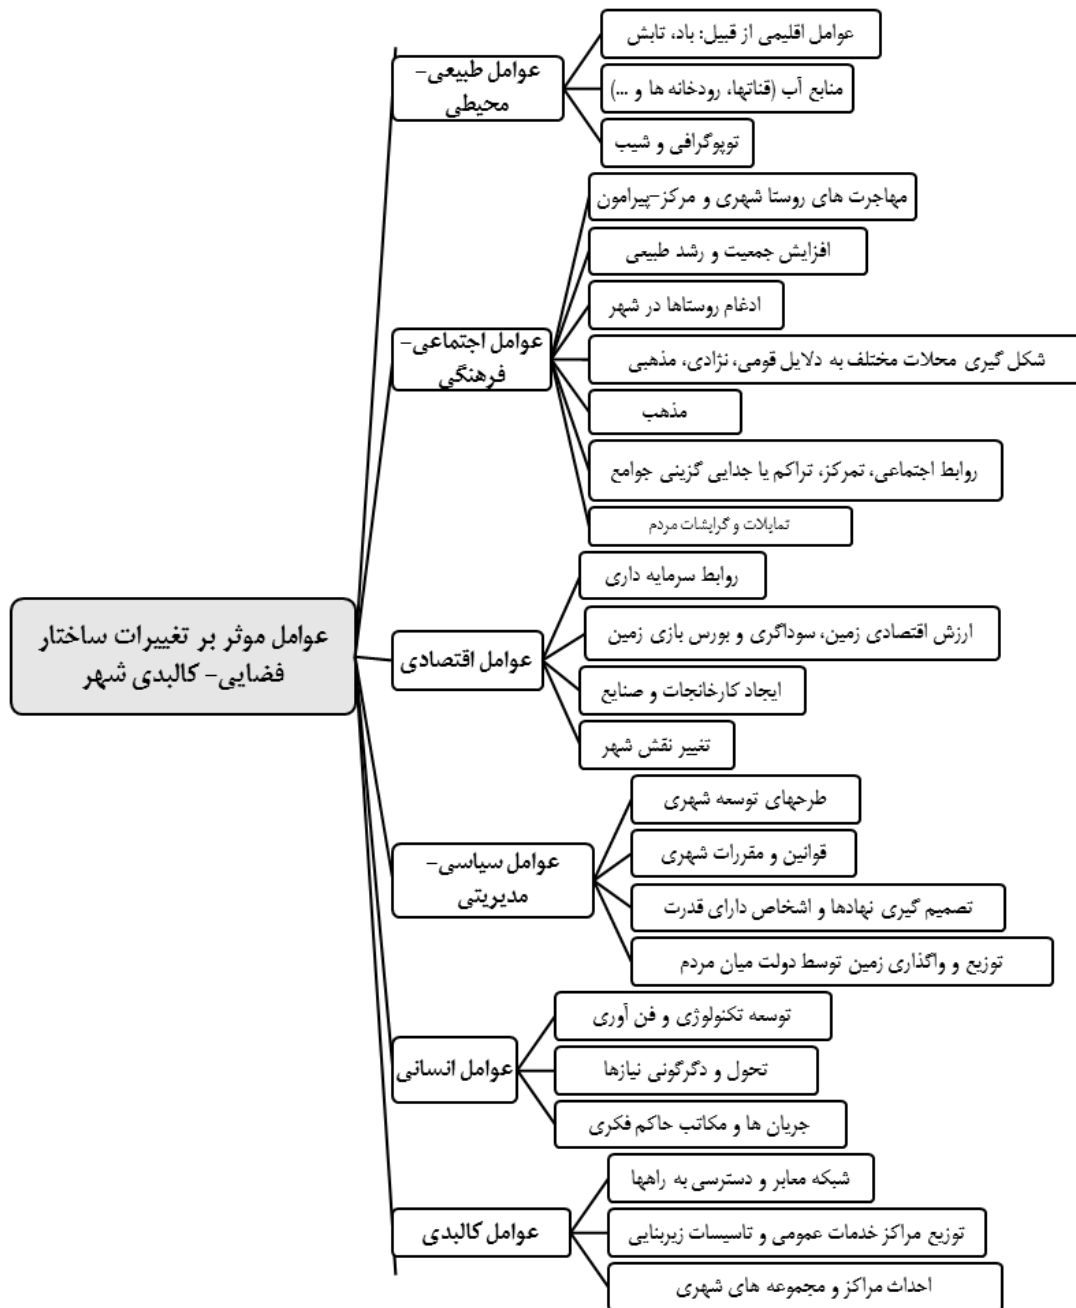 عوامل موثر بر تغییرات ساختار
فضایی- کالبدی شهر
عوامل طبیعی-
محیطی
عوامل اقلیمی از قبیل: باد، تابش
منابع آب (قناتها، رودخانه ها و ...)
توپوگرافی و شیب
عوامل اجتماعی-
فرهنگی
مهاجرت های روستا شهری و مرکز-پیرامون
افزایش جمعیت و رشد طبیعی
ادغام روستاها در شهر
شکل گیری محلات مختلف به دلایل قومی، نژادی، مذهبی
مذهب
روابط اجتماعی، تمرکز، تراکم یا جدایی گزینی جوامع
تمایلات و گرایشات مردم
عوامل اقتصادی
روابط سرمایه داری
ارزش اقتصادی زمین، سوداگری و بورس بازی زمین
ایجاد کارخانجات و صنایع
تغییر نقش شهر
عوامل سیاسی-
مدیریتی
طرحهای توسعه شهری
قوانین و مقررات شهری
تصمیم گیری نهادها و اشخاص دارای قدرت
توزیع و واگذاری زمین توسط دولت میان مردم
عوامل انسانی
توسعه تکنولوژی و فن آوری
تحول و دگرگونی نیازها
جریان ها و مکاتب حاکم فکری
عوامل کالبدی
شبکه معابر و دسترسی به راهها
توزیع مراکز خدمات عمومی و تاسیسات زیربنایی
احداث مراکز و مجموعه های شهری